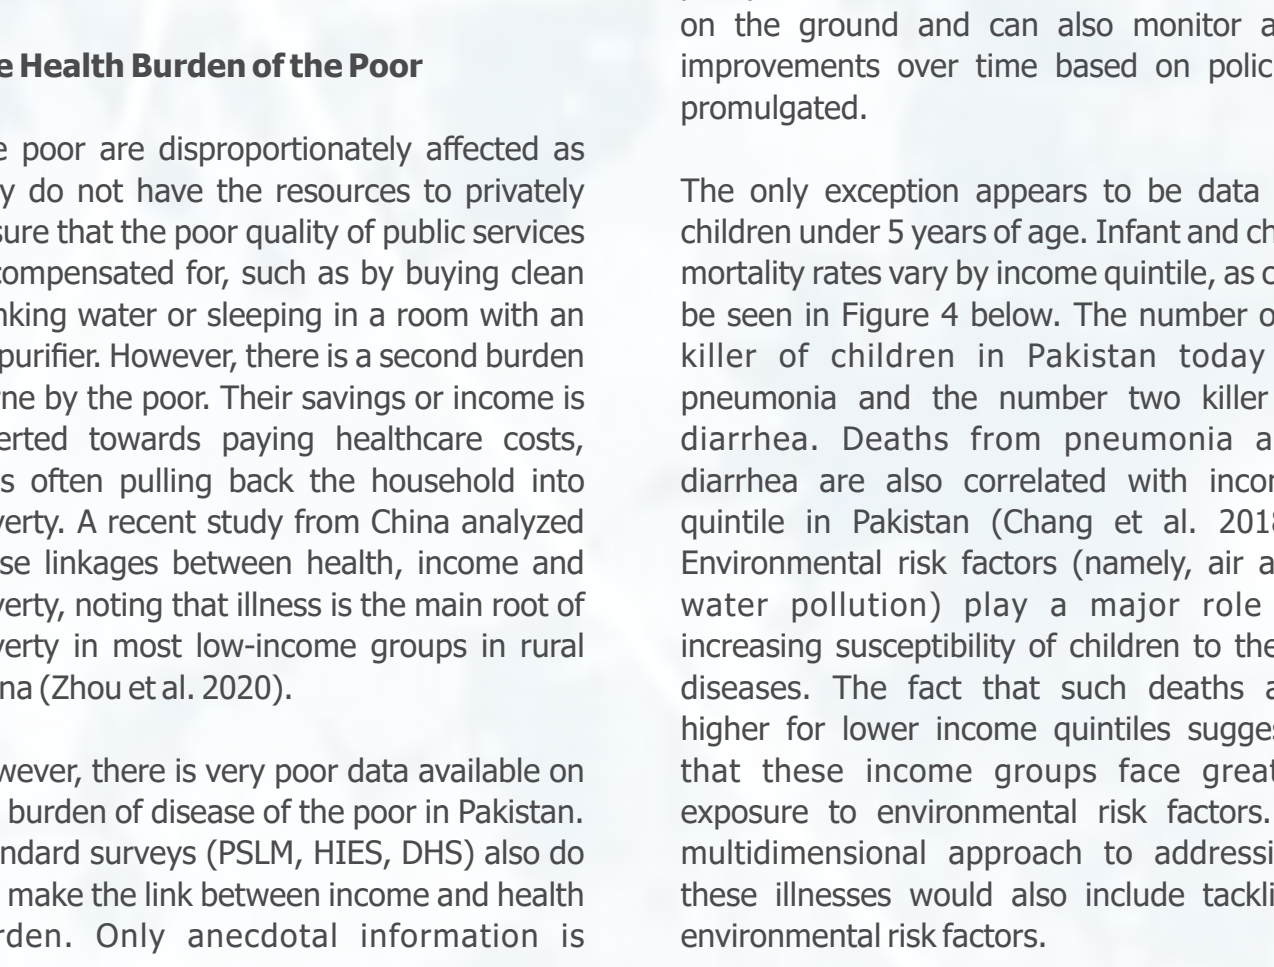 e Health Burden of the Poor
e poor are disproportionately affected as
y do not have the resources to privately
sure that the poor quality of public services
compensated for, such as by buying clean
nking water or sleeping in a room with an
purifier. However, there is a second burden
ne by the poor. Their savings or income is
erted towards paying healthcare costs,
s often pulling back the household into
verty. A recent study from China analyzed
se linkages between health, income and
verty, noting that illness is the main root of
verty in most low-income groups in rural
na (Zhou et al. 2020).
wever, there is very poor data available on
burden of disease of the poor in Pakistan.
ndard surveys (PSLM, HIES, DHS) also do
make the link between income and health
rden. Only anecdotal information is
on the ground and can also monitor a
improvements over time based on polic
promulgated.
The only exception appears to be data
children under 5 years of age. Infant and ch
mortality rates vary by income quintile, as c
be seen in Figure 4 below. The number o
killer of children in Pakistan today
pneumonia and the number two killer
diarrhea. Deaths from pneumonia a
diarrhea are also correlated with incor
quintile in Pakistan (Chang et al. 2018
Environmental risk factors (namely, air a
water pollution) play a major role
increasing susceptibility of children to the
diseases. The fact that such deaths a
higher for lower income quintiles sugges
that these income groups face great
exposure to environmental risk factors.
multidimensional approach to addressi
these illnesses would also include tackli
environmental risk factors.